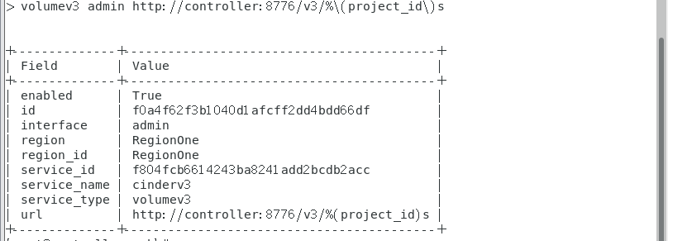 > volumev3 admin http://controller:8776/v3/%\(project_id\)s
+--------------+------------------------------------------+
| Field        | Value                                    |
+--------------+------------------------------------------+
| enabled      | True                                     |
| id           | f0a4f62f3b1040d1afcff2dd4bdd66df         |
| interface    | admin                                    |
| region       | RegionOne                                |
| region_id    | RegionOne                                |
| service_id   | f804fcb6614243ba8241add2bcdb2acc         |
| service_name | cinderv3                                 |
| service_type | volumev3                                 |
| url          | http://controller:8776/v3/%(project_id)s |
+--------------+------------------------------------------+